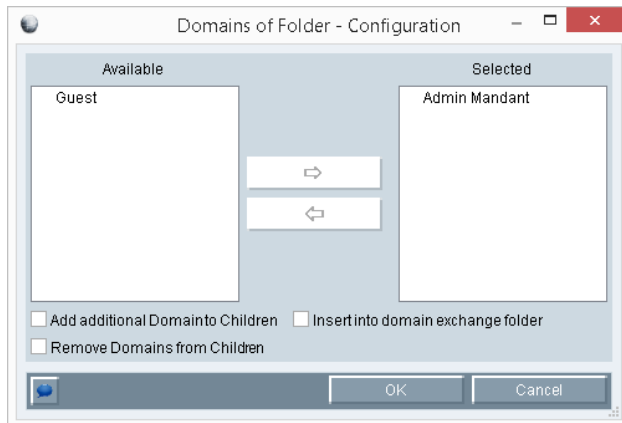 Domains of Folder - Configuration
Available
Selected
Guest
Admin Mandant
Add additional Domainto Children
Insert into domain exchange folder
Remove Domains from Children
OK
Cancel